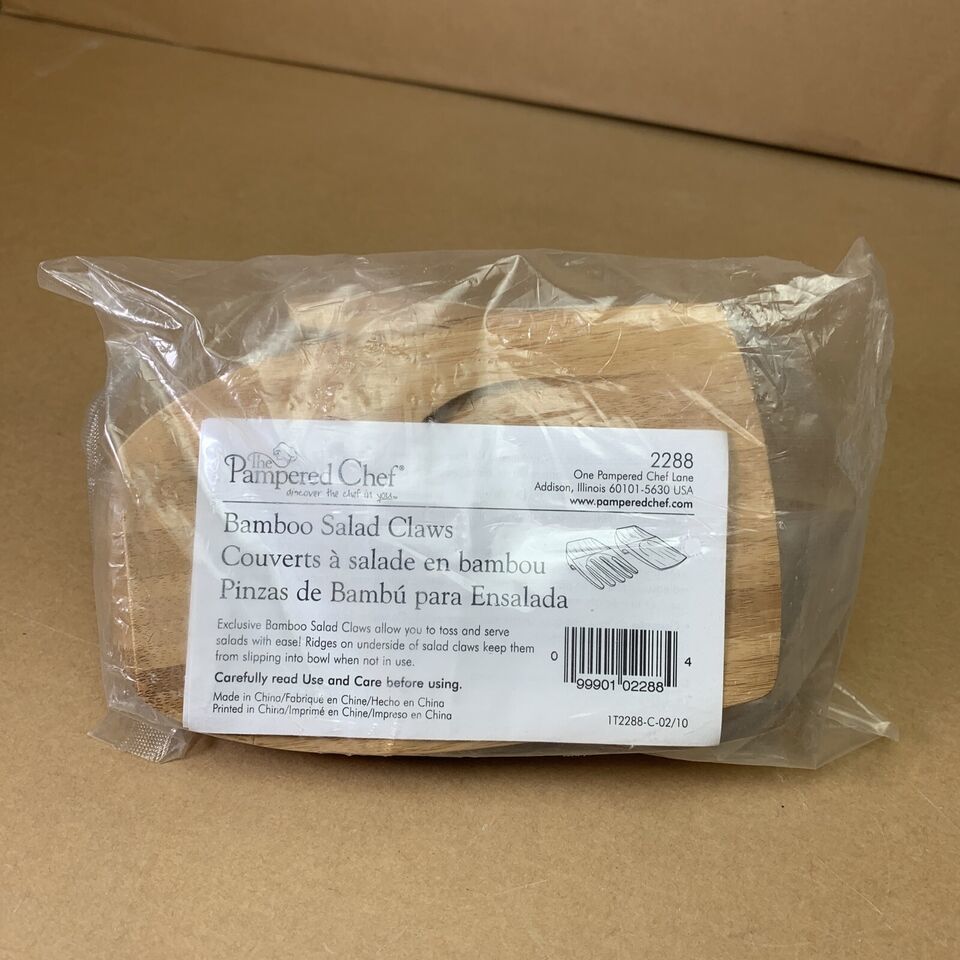 The
Pampered Chef®
discover the chef in you™
2288
One Pampered Chef Lane
Addison, Illinois 60101-5630 USA
www.pamperedchef.com
Bamboo Salad Claws
Couverts à salade en bambou
Pinzas de Bambú para Ensalada
Exclusive Bamboo Salad Claws allow you to toss and serve
salads with ease! Ridges on underside of salad claws keep them
from slipping into bowl when not in use.
Carefully read Use and Care before using.
Made in China/Fabriqué en Chine/Hecho en China
Printed in China/Imprimé en Chine/Impreso en China
0 99901 02288 4
1T2288-C-02/10